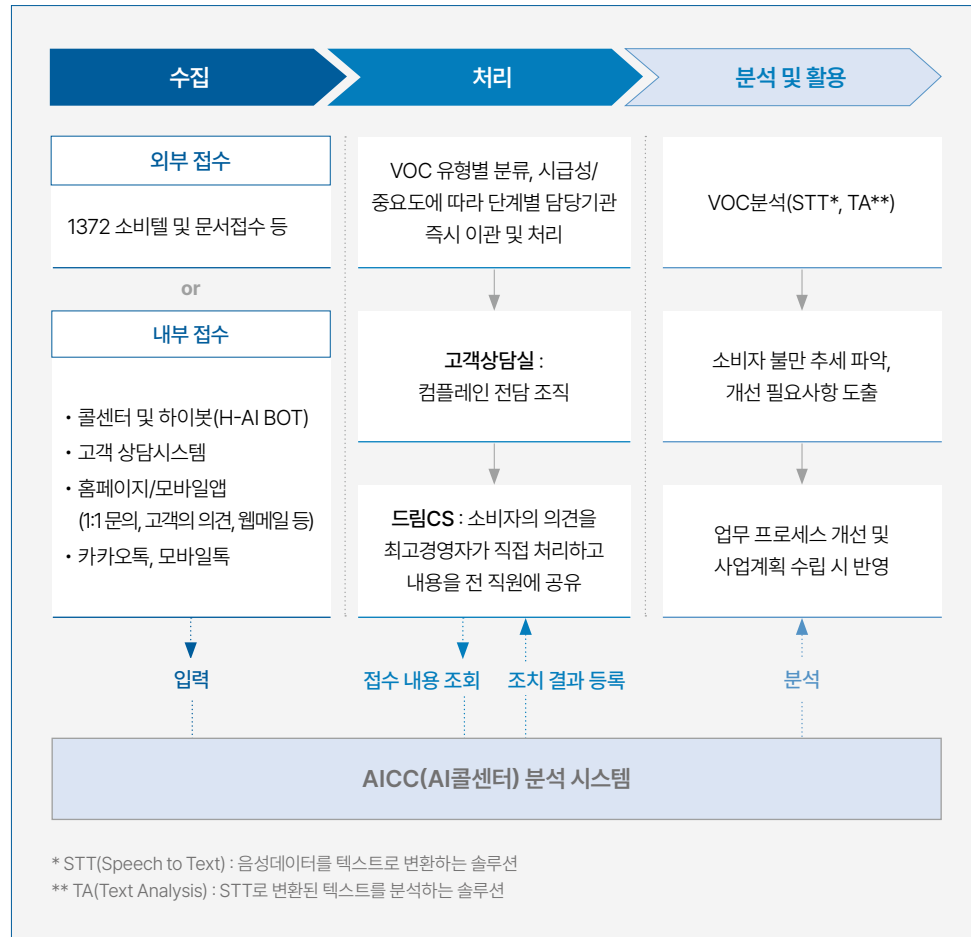 수집
처리
분석 및 활용
외부 접수
1372 소비텔 및 문서접수 등
or
내부 접수
• 콜센터 및 하이봇(H-AI BOT)
• 고객 상담시스템
• 홈페이지/모바일앱
(1:1 문의, 고객의 의견, 웹메일 등)
• 카카오톡, 모바일톡
입력
VOC 유형별 분류, 시급성/
중요도에 따라 단계별 담당기관
즉시 이관 및 처리
고객상담실 :
컴플레인 전담 조직
드림CS : 소비자의 의견을
최고경영자가 직접 처리하고
내용을 전 직원에 공유
접수 내용 조회
조치 결과 등록
VOC분석(STT*, TA**)
소비자 불만 추세 파악,
개선 필요사항 도출
업무 프로세스 개선 및
사업계획 수립 시 반영
분석
AICC(AI콜센터) 분석 시스템
* STT(Speech to Text) : 음성데이터를 텍스트로 변환하는 솔루션
** TA(Text Analysis) : STT로 변환된 텍스트를 분석하는 솔루션